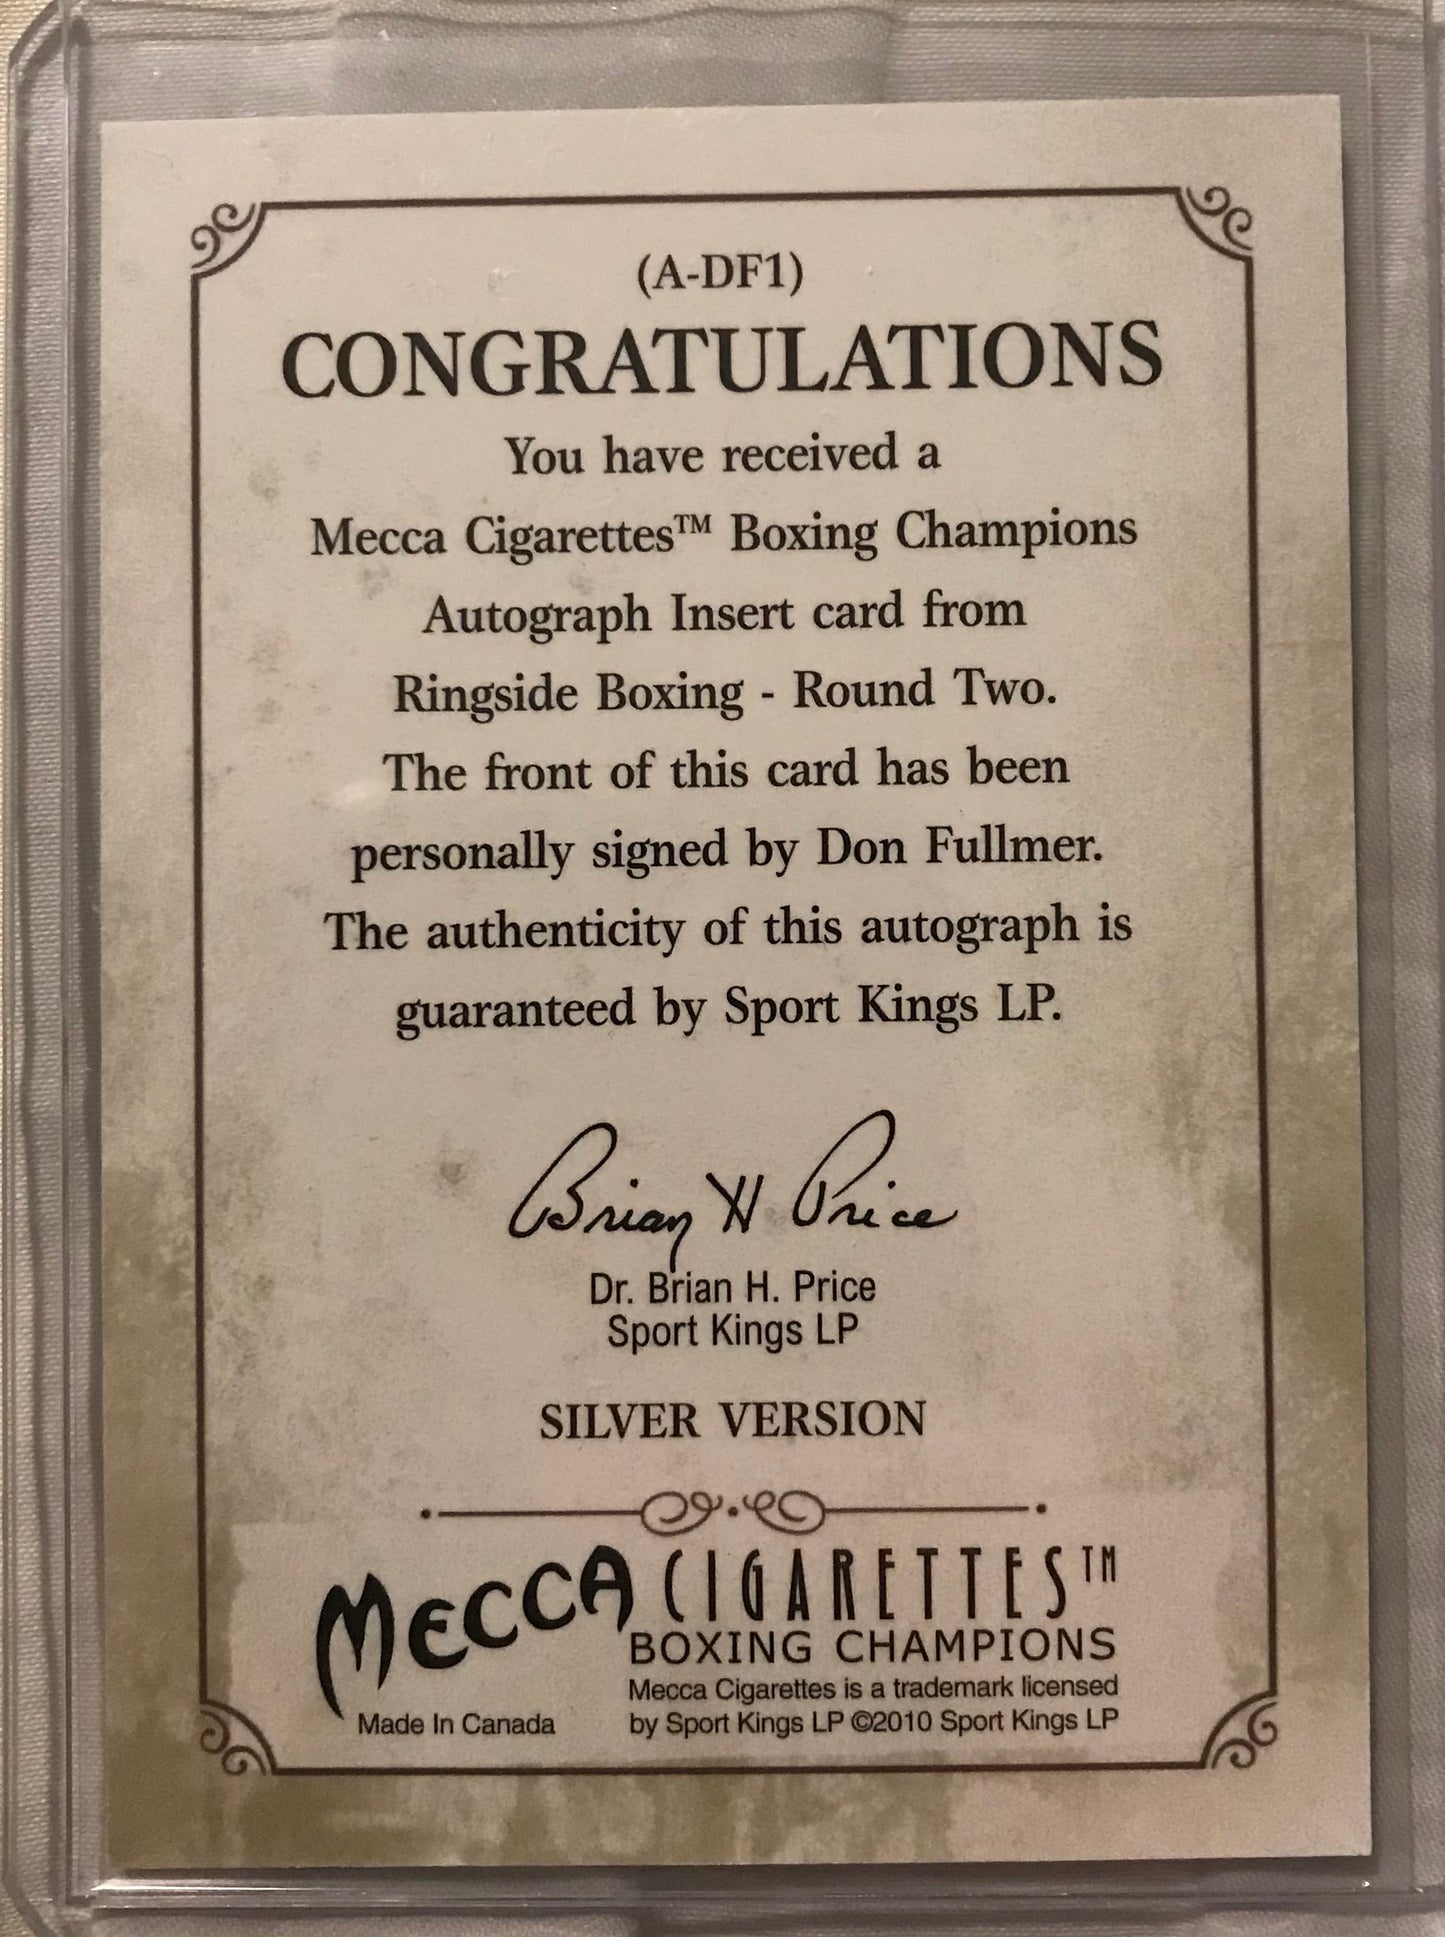 (A-DF1)
CONGRATULATIONS
You have received a
Mecca Cigarettes™ Boxing Champions
Autograph Insert card from
Ringside Boxing - Round Two.
The front of this card has been
personally signed by Don Fullmer.
The authenticity of this autograph is
guaranteed by Sport Kings LP.
Brian H Price
Dr. Brian H. Price
Sport Kings LP
SILVER VERSION
MECCA CIGARETTES™
BOXING CHAMPIONS
Mecca Cigarettes is a trademark licensed
Made In Canada by Sport Kings LP ©2010 Sport Kings LP